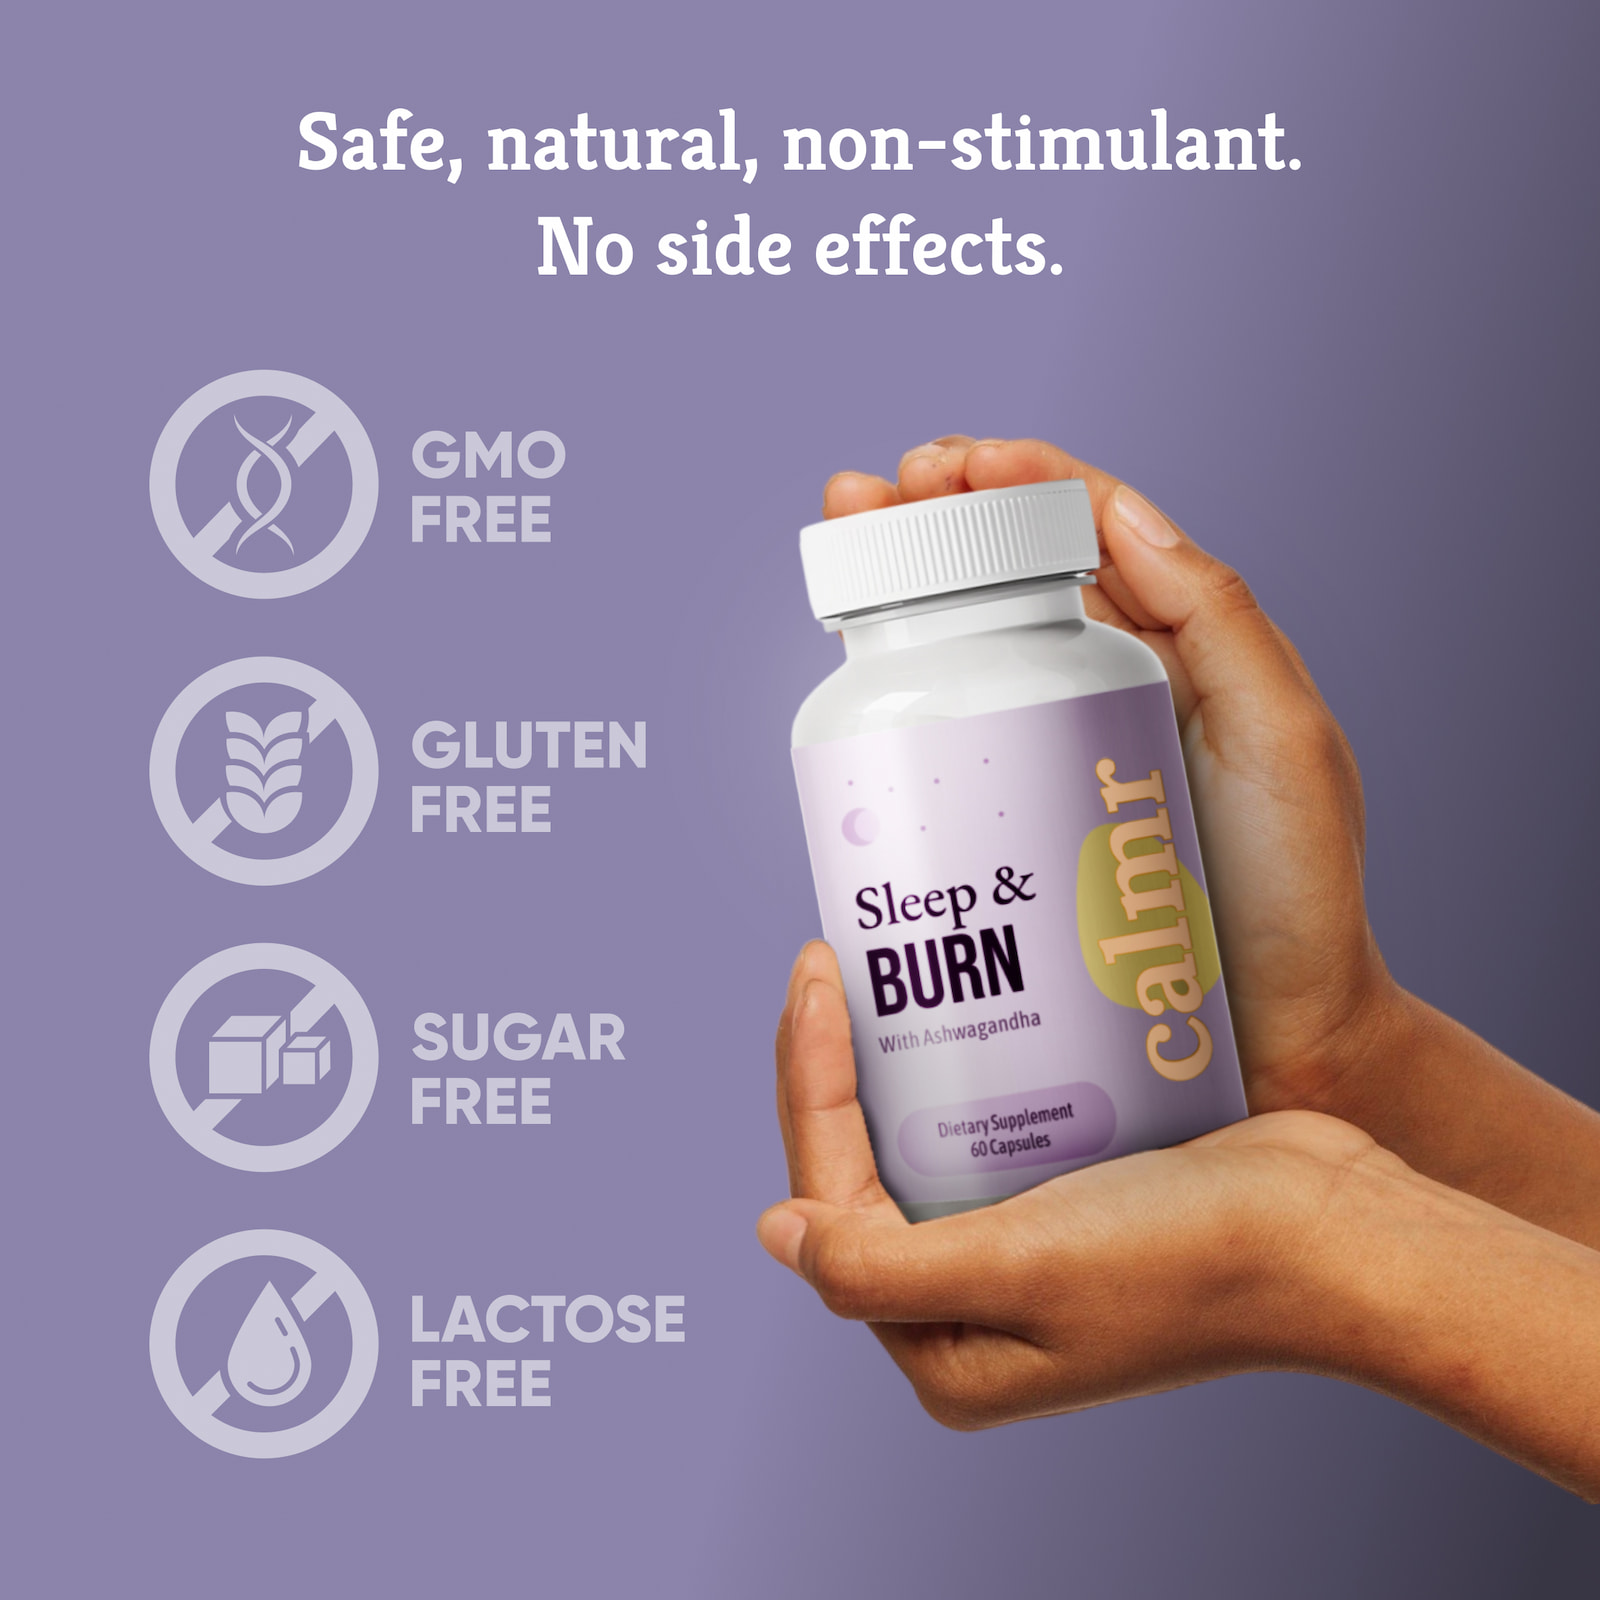 Safe, natural, non-stimulant.
No side effects.
GMO
FREE
GLUTEN
FREE
SUGAR
FREE
LACTOSE
FREE
Sleep &
BURN
With Ashwagandha
Dietary Supplement
60 Capsules
calmr